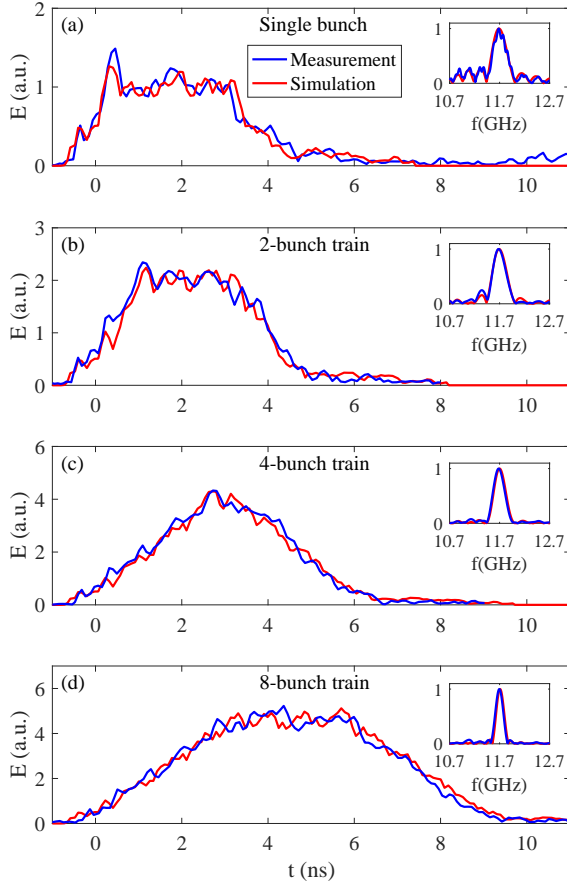 (a)
Single bunch
Measurement
Simulation
E (a.u.)
2
1
0
0 2 4 6 8 10
1
0
10.7 11.7 12.7
f(GHz)
(b)
2-bunch train
E (a.u.)
3
2
1
0
0 2 4 6 8 10
1
0
10.7 11.7 12.7
f(GHz)
(c)
4-bunch train
E (a.u.)
6
4
2
0
0 2 4 6 8 10
1
0
10.7 11.7 12.7
f(GHz)
(d)
8-bunch train
E (a.u.)
6
4
2
0
0 2 4 6 8 10
1
0
10.7 11.7 12.7
f(GHz)
t (ns)